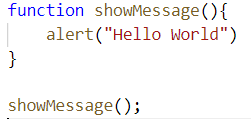 function showMessage(){
    alert("Hello World")
}

showMessage();